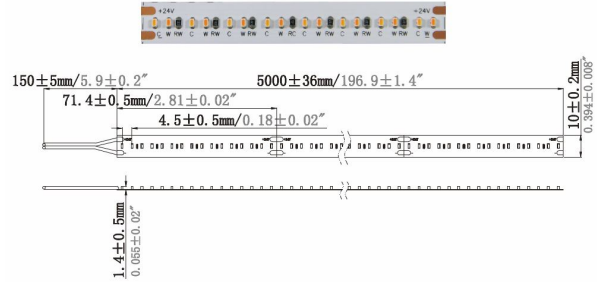 +24V +24V
C W RW C W RW C W RC C W RW C W RW C W RW C W RW C W
150±5mm/5.9±0.2″
5000±36mm/196.9±1.4″
71.4±0.5mm/2.81±0.02″
4.5±0.5mm/0.18±0.02″
10±0.2mm
0.394±0.008″
1.4±0.5mm
0.055±0.02″